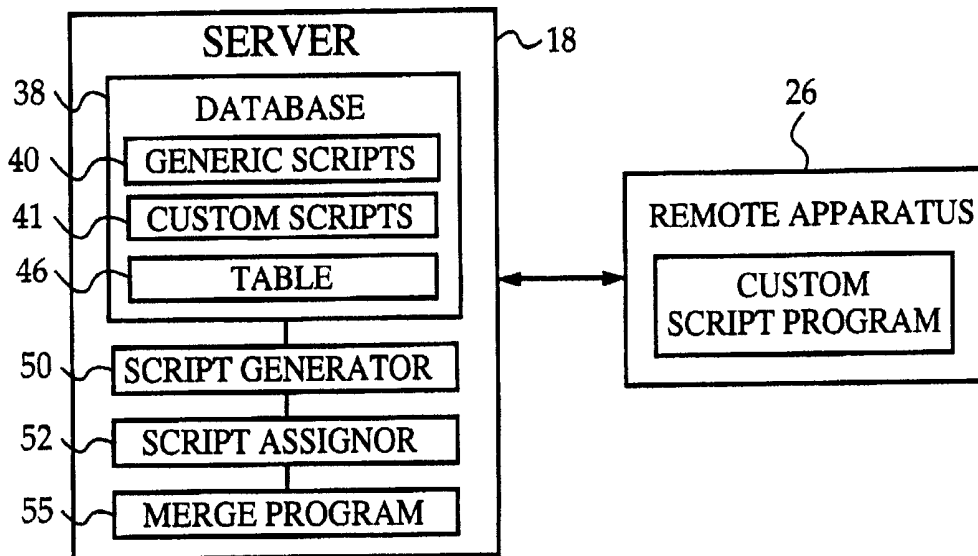 SERVER
18
38
DATABASE
40
GENERIC SCRIPTS
41
CUSTOM SCRIPTS
46
TABLE
50
SCRIPT GENERATOR
52
SCRIPT ASSIGNOR
55
MERGE PROGRAM
26
REMOTE APPARATUS
CUSTOM
SCRIPT PROGRAM